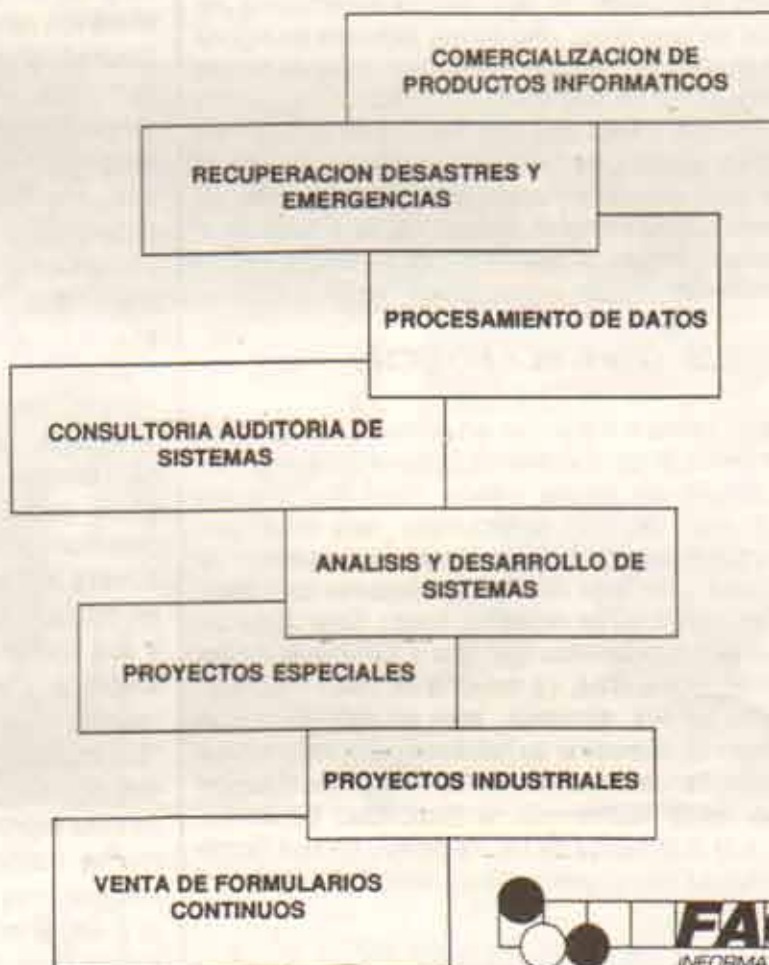 COMERCIALIZACION DE
PRODUCTOS INFORMATICOS
RECUPERACION DESASTRES Y
EMERGENCIAS
PROCESAMIENTO DE DATOS
CONSULTORIA AUDITORIA DE
SISTEMAS
ANALISIS Y DESARROLLO DE
SISTEMAS
PROYECTOS ESPECIALES
PROYECTOS INDUSTRIALES
VENTA DE FORMULARIOS
CONTINUOS